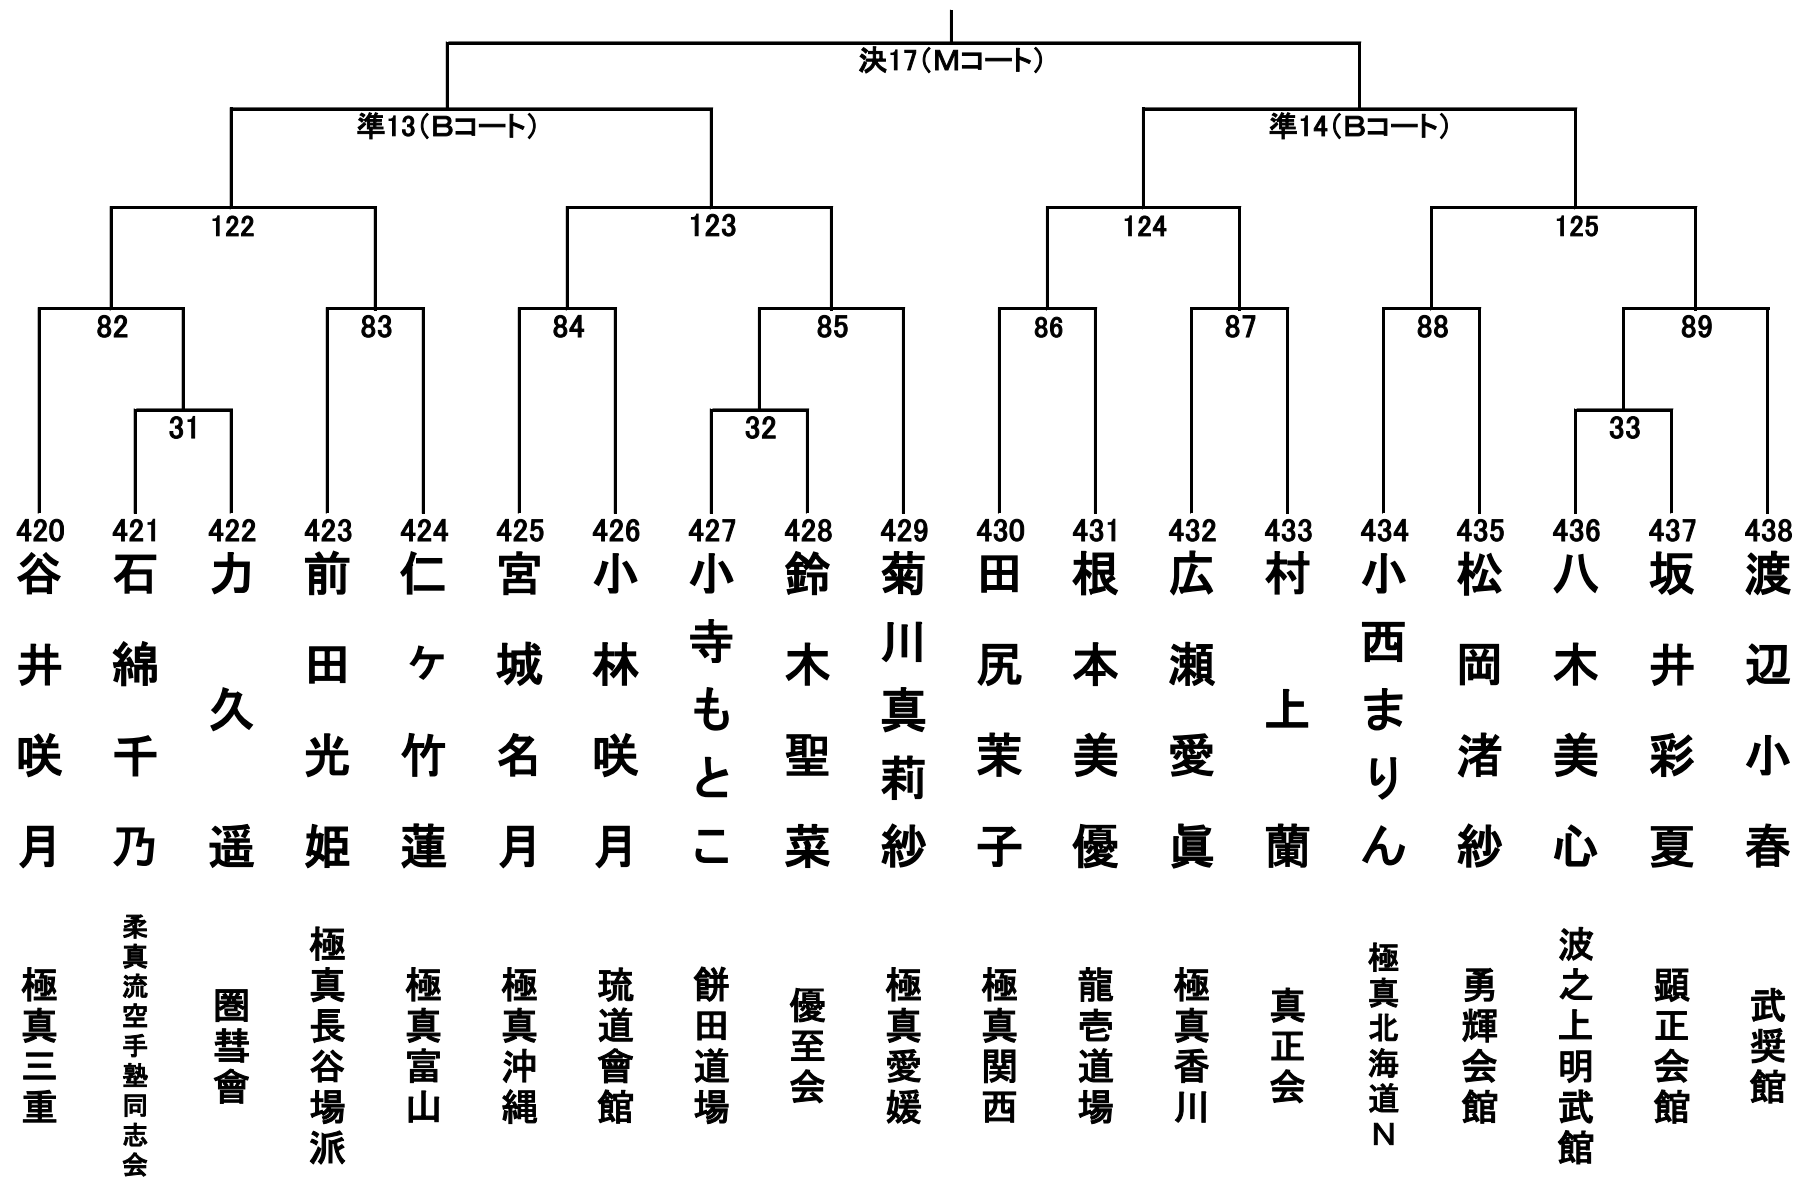 決17（Mコート）
準13（Bコート）
準14（Bコート）
122
123
124
125
82
83
84
85
86
87
88
89
31
32
33
420
421
422
423
424
425
426
427
428
429
430
431
432
433
434
435
436
437
438
谷井咲月
石綿千乃
力久遥
前田光姫
仁ヶ竹蓮
宮城名月
小林咲月
小寺もとこ
鈴木聖菜
菊川真莉紗
田尻茉子
根本美優
広瀬愛眞
村上蘭
小西まりん
松岡渚紗
八木美心
坂井彩夏
渡辺小春
極真三重
柔真流空手塾同志会
圏彗會
極真長谷場派
極真富山
極真沖縄
琉道會館
餅田道場
優至会
極真愛媛
極真関西
龍壱道場
極真香川
真正会
極真北海道N
勇輝会館
波之上明武館
顕正会館
武奨館